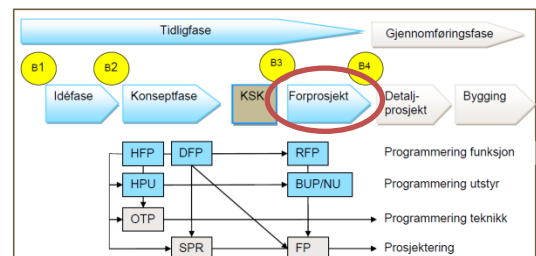 Tidligfase
Gjennomføringsfase
B1
B2
B3
B4
Idéfase
Konseptfase
KSK
Forprosjekt
Detalj-
prosjekt
Bygging
HFP
DFP
RFP
Programmering funksjon
HPU
BUP/NU
Programmering utstyr
OTP
Programmering teknikk
SPR
FP
Prosjektering